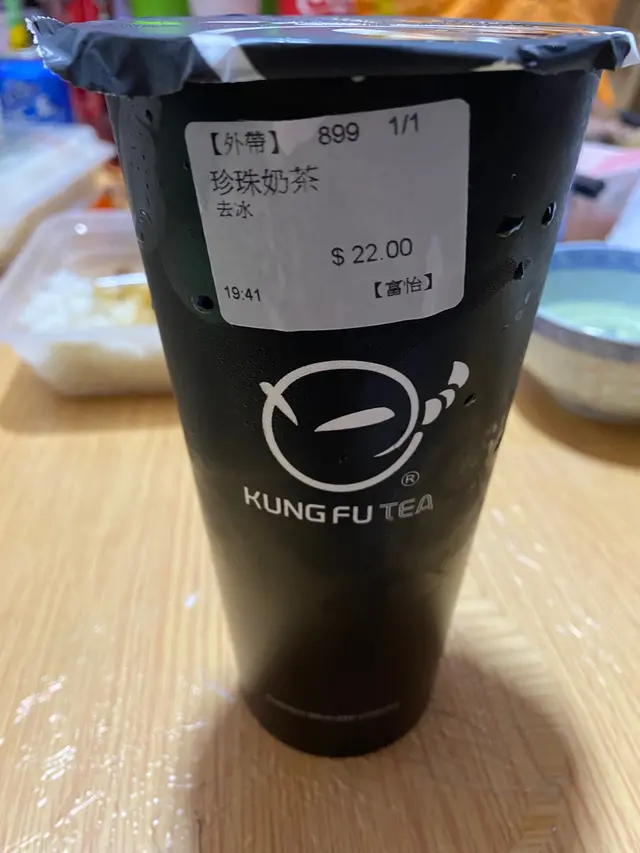 【外帶】 899 1/1
珍珠奶茶
去冰
$ 22.00
19:41 【富怡】
®
KUNG FU TEA